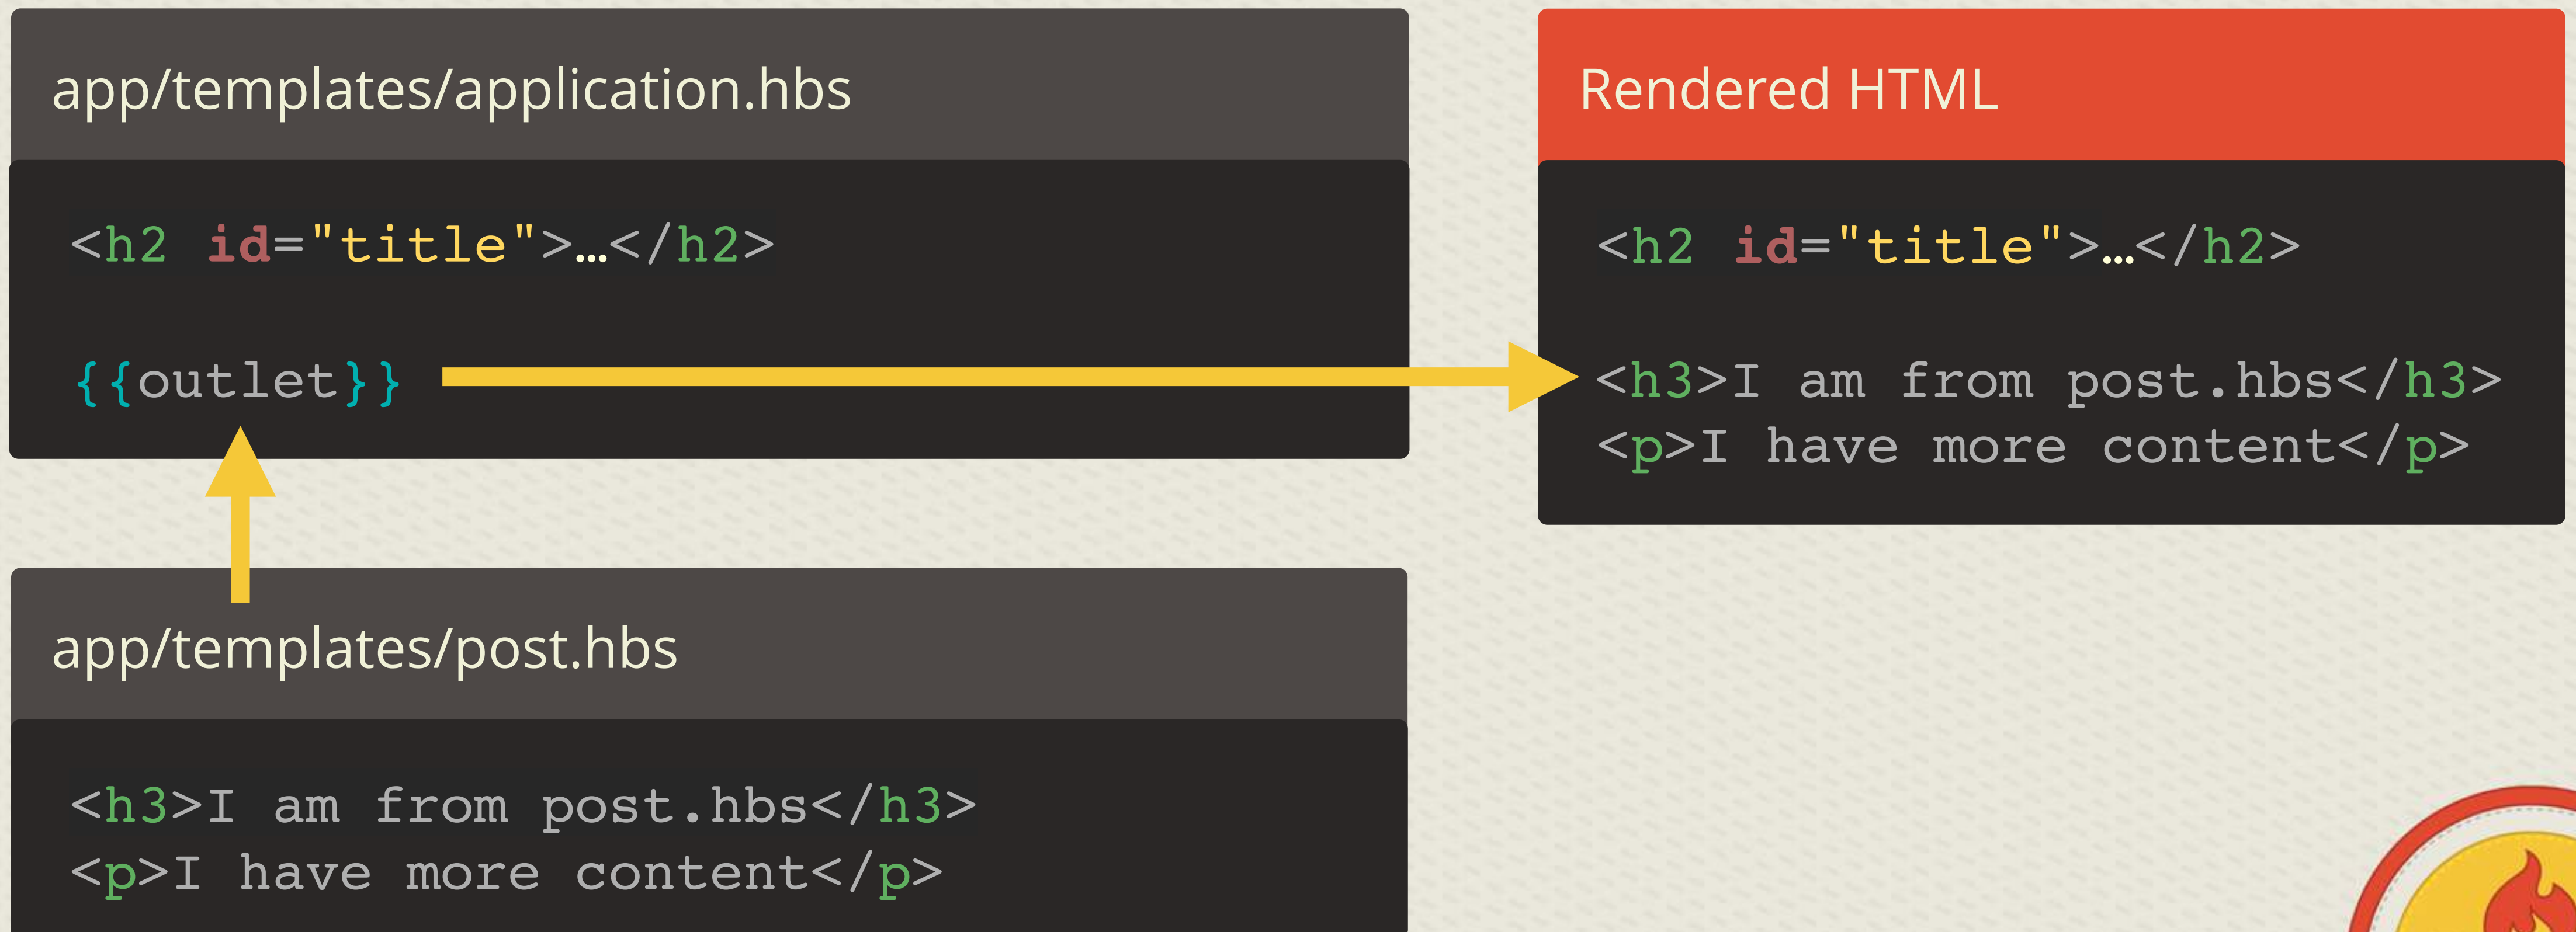 app/templates/application.hbs
<h2 id="title">…</h2>
{{outlet}}
app/templates/post.hbs
<h3>I am from post.hbs</h3>
<p>I have more content</p>
Rendered HTML
<h2 id="title">…</h2>
<h3>I am from post.hbs</h3>
<p>I have more content</p>